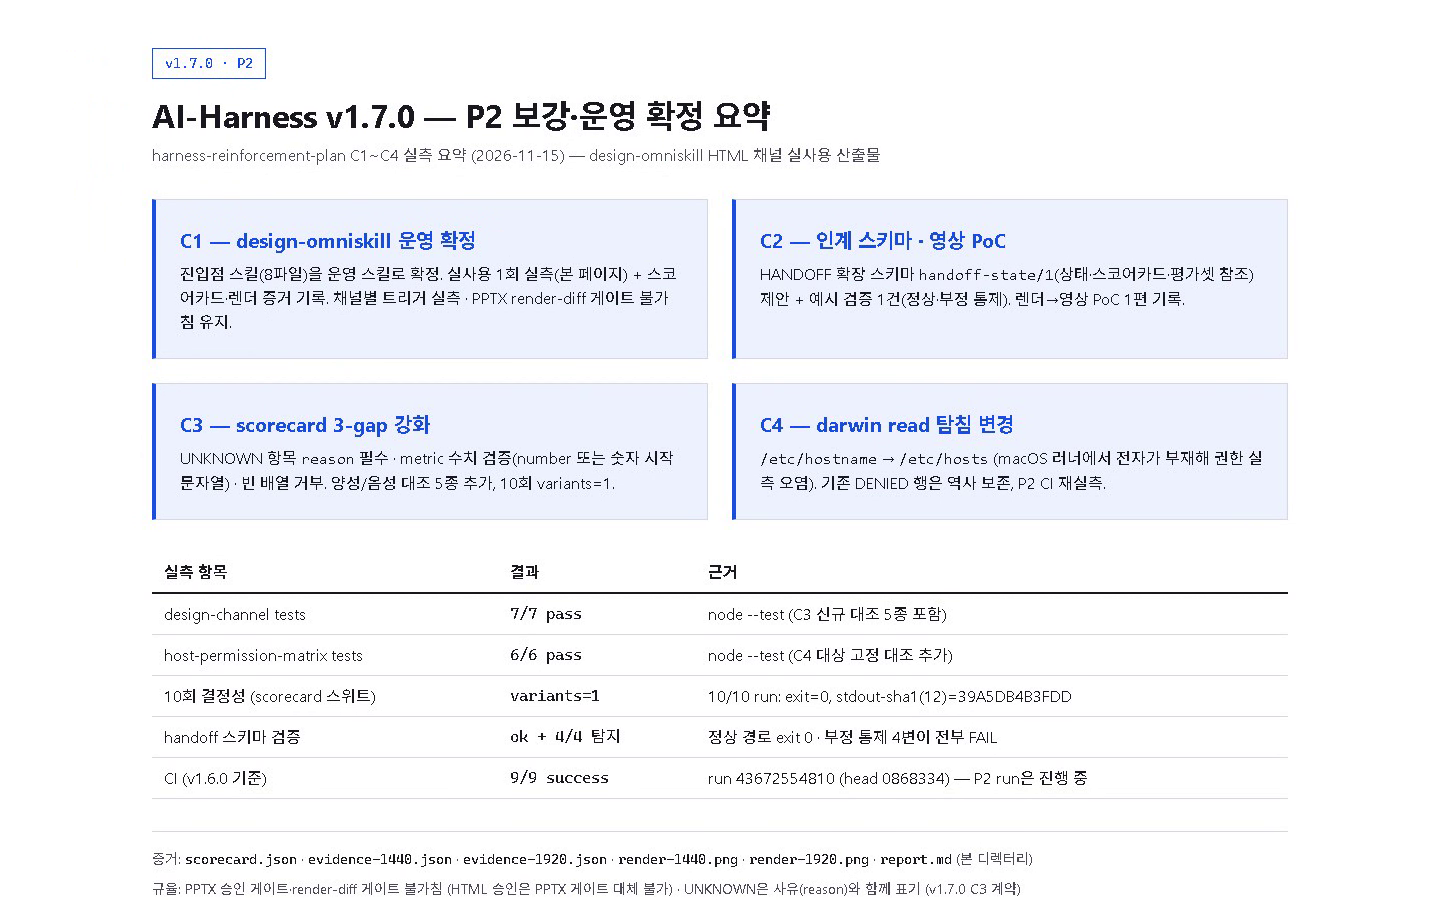 v1.7.0 · P2
AI-Harness v1.7.0 — P2 보강·운영 확정 요약
harness-reinforcement-plan C1~C4 실측 요약 (2026-11-15) — design-omniskill HTML 채널 실사용 산출물
C1 — design-omniskill 운영 확정
진입점 스킬(8파일)을 운영 스킬로 확정. 실사용 1회 실측(본 페이지) + 스코
어카드·렌더 증거 기록. 채널별 트리거 실측 · PPTX render-diff 게이트 불가
침 유지.
C2 — 인계 스키마 · 영상 PoC
HANDOFF 확장 스키마 handoff-state/1(상태·스코어카드·평가셋 참조)
제안 + 예시 검증 1건(정상·부정 통제). 렌더→영상 PoC 1편 기록.
C3 — scorecard 3-gap 강화
UNKNOWN 항목 reason 필수 · metric 수치 검증(number 또는 숫자 시작
문자열) · 빈 배열 거부. 양성/음성 대조 5종 추가, 10회 variants=1.
C4 — darwin read 탐침 변경
/etc/hostname → /etc/hosts (macOS 러너에서 전자가 부재해 권한 실
측 오염). 기존 DENIED 행은 역사 보존, P2 CI 재실측.
실측 항목 결과 근거
design-channel tests 7/7 pass node --test (C3 신규 대조 5종 포함)
host-permission-matrix tests 6/6 pass node --test (C4 대상 고정 대조 추가)
10회 결정성 (scorecard 스위트) variants=1 10/10 run: exit=0, stdout-sha1(12)=39A5DB4B3FDD
handoff 스키마 검증 ok + 4/4 탐지 정상 경로 exit 0 · 부정 통제 4변이 전부 FAIL
CI (v1.6.0 기준) 9/9 success run 43672554810 (head 0868334) — P2 run은 진행 중
증거: scorecard.json · evidence-1440.json · evidence-1920.json · render-1440.png · render-1920.png · report.md (본 디렉터리)
규율: PPTX 승인 게이트·render-diff 게이트 불가침 (HTML 승인은 PPTX 게이트 대체 불가) · UNKNOWN은 사유(reason)와 함께 표기 (v1.7.0 C3 계약)